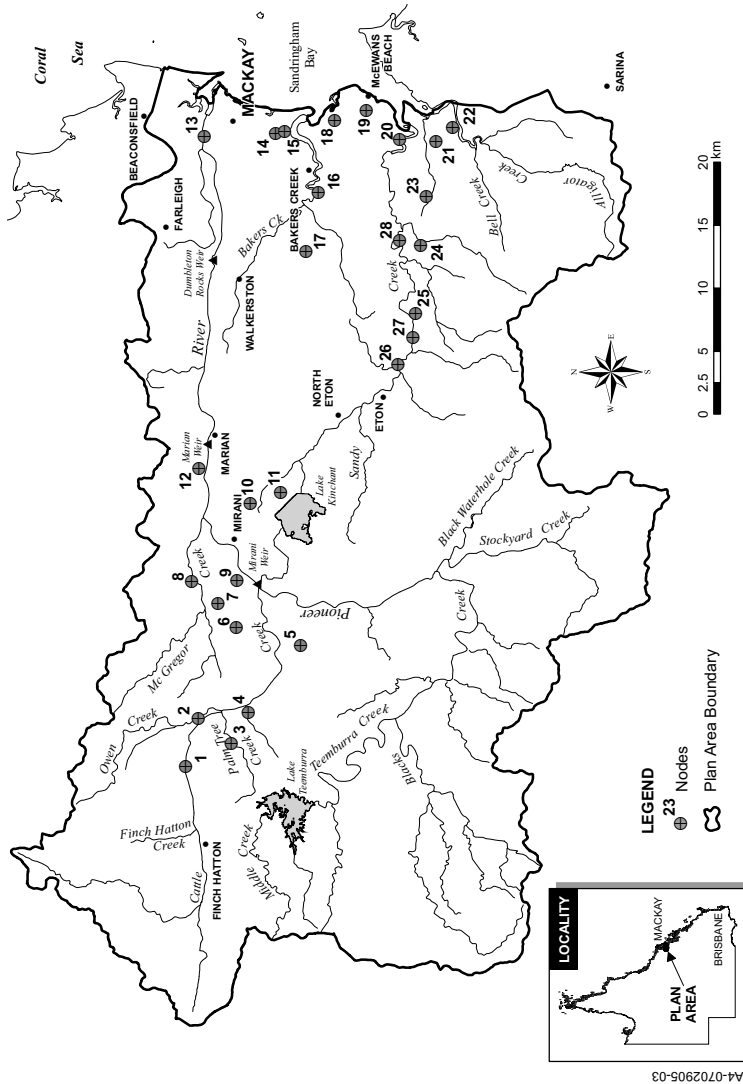 Coral
Sea
BEACONSFIELD
FARLEIGH
13
MACKAY
Sandringham
Bay
McEWANS
BEACH
SARINA
14
15
16
17
18
19
20
21
22
23
24
25
26
27
28
BAKERS CREEK
Bakers Ck
WALKERSTON
Dumbleton
Rocks Weir
River
Creek
Bell Creek
Alligator
Creek
NORTH
ETON
ETON
Sandy
Marian
Weir
MARIAN
12
11
10
Lake
Kinchant
MIRANI
Mirani
Weir
8
9
7
6
5
Creek
Creek
Mc Gregor
Pioneer
Black Waterhole Creek
Stockyard Creek
Creek
Blacks
Teemburra Creek
Lake
Teemburra
Middle Creek
Owen
Creek
2
1
4
3
Palm Tree
Creek
Finch Hatton
Creek
FINCH HATTON
Cattle
N
E
S
W
0 2.5 5 10 15 20
km
LEGEND
23
Nodes
Plan Area Boundary
LOCALITY
MACKAY
PLAN
AREA
BRISBANE
A4-0702905-03